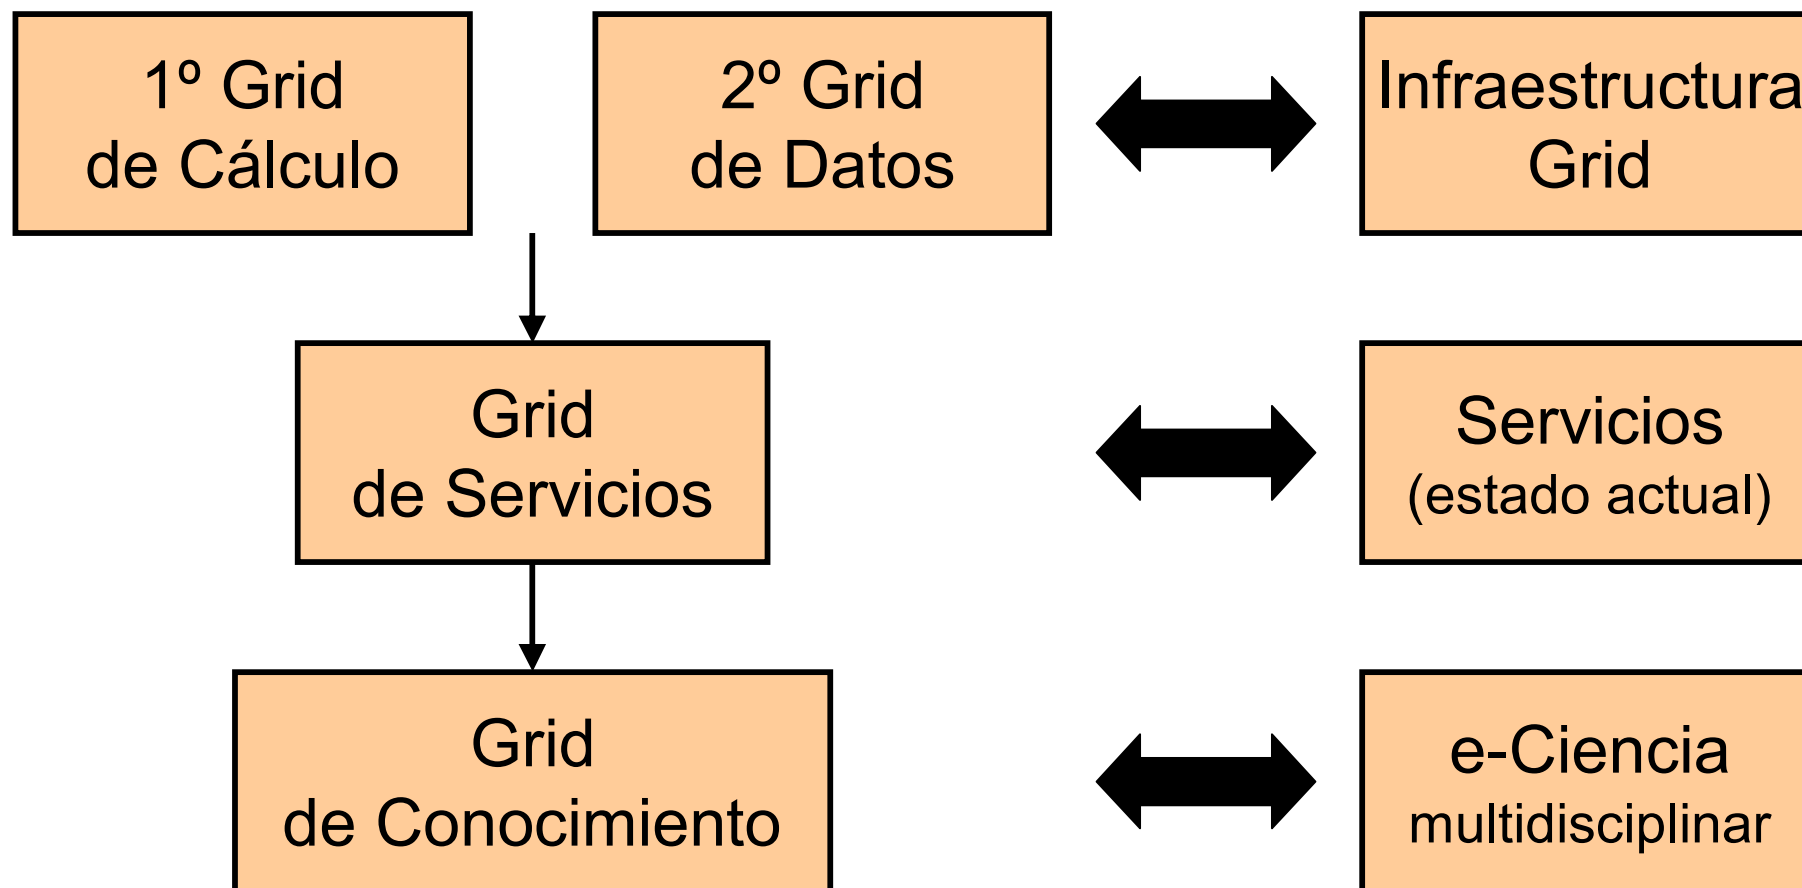 1º Grid
de Cálculo
2º Grid
de Datos
Infraestructura
Grid
Grid
de Servicios
Servicios
(estado actual)
Grid
de Conocimiento
e-Ciencia
multidisciplinar